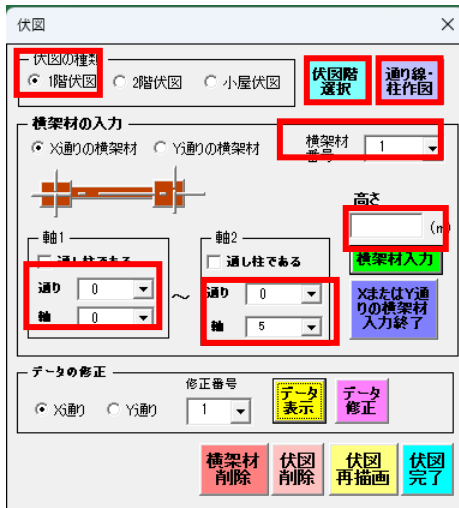 伏図
伏図の種類
1階伏図
2階伏図
小屋伏図
伏図階
選択
通り線・
柱作図
横架材の入力
X通りの横架材
Y通りの横架材
横架材
番号
1
高さ
(m)
軸1
通し柱である
通り
0
軸
0
～
軸2
通し柱である
通り
0
軸
5
横架材入力
XまたはY通
りの横架材
入力終了
データの修正
X通り
Y通り
修正番号
1
データ
表示
データ
修正
横架材
削除
伏図
削除
伏図
再描画
伏図
完了